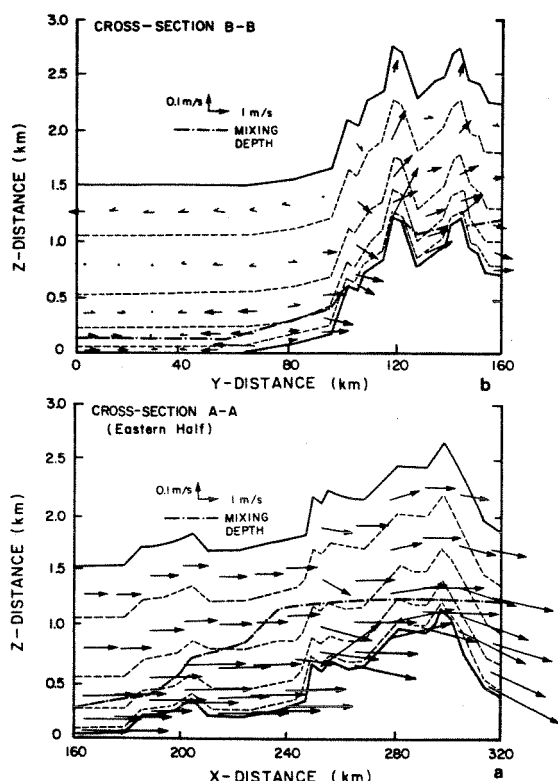 CROSS-SECTION B-B
3.0
2.5
2.0
1.5
1.0
0.5
0
Z-DISTANCE (km)
0.1 m/s
1 m/s
MIXING DEPTH
0 20 40 60 80 120 160
Y-DISTANCE (km)
b
CROSS-SECTION A-A
(Eastern Half)
3.0
2.5
2.0
1.5
1.0
0.5
0
Z-DISTANCE (km)
0.1 m/s
1 m/s
MIXING DEPTH
160 200 240 280 320
X-DISTANCE (km)
a